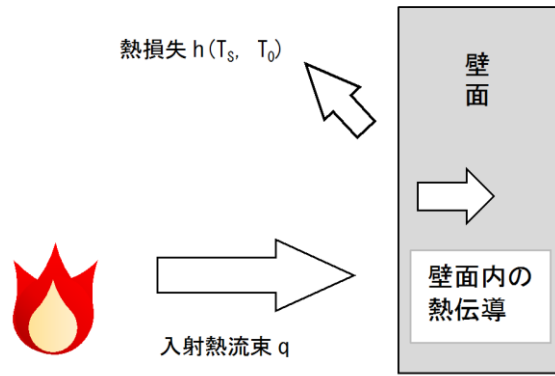 熱損失 h(Ts, T0)
壁
面
壁面内の
熱伝導
入射熱流束 q